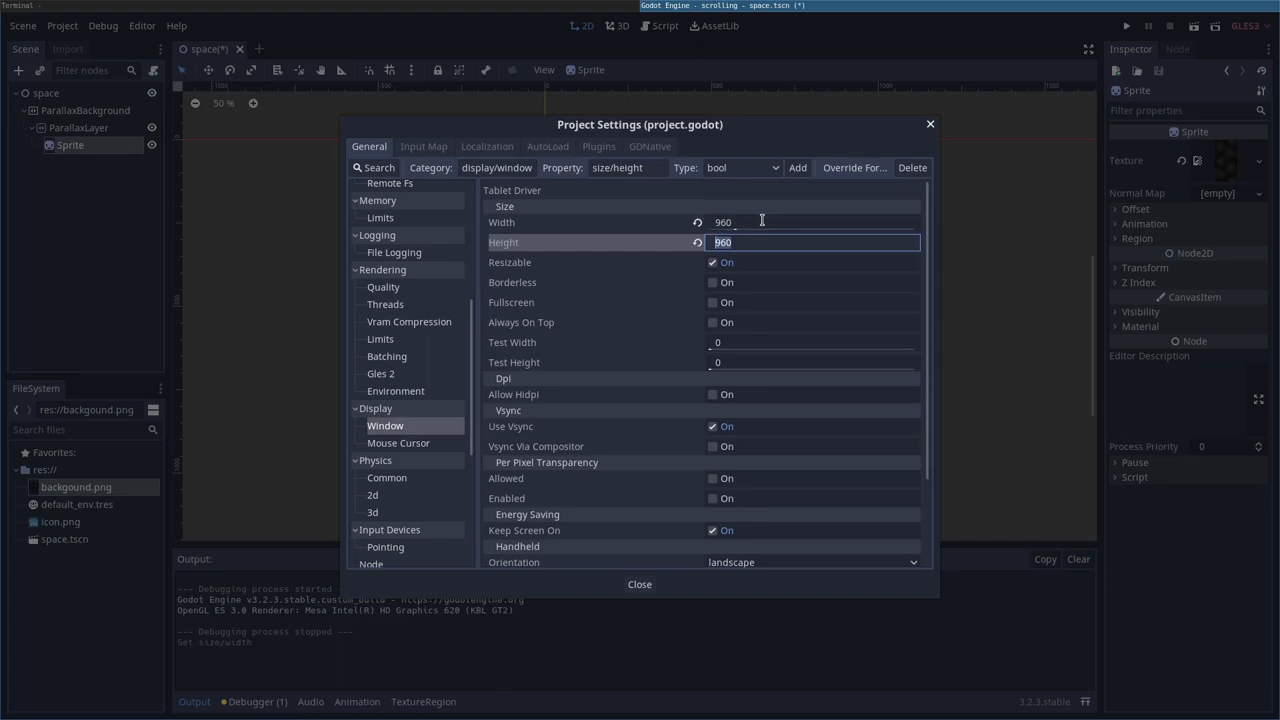 Terminal -
Godot Engine - scrolling - space.tscn (*)
Scene Project Debug Editor Help
2D 3D Script AssetLib
GLES3
Scene Import
space(*)
Inspector Node
Filter nodes
View Sprite
Sprite
-1000 -500 0 500 1000 1500
space
50 %
ParallaxBackground
ParallaxLayer
Sprite
Filter properties
Sprite
Texture
Normal Map [empty]
Offset
Animation
Region
Node2D
Transform
Z Index
CanvasItem
Visibility
Material
Node
Editor Description
Process Priority 0
Pause
Script
Project Settings (project.godot)
General Input Map Localization AutoLoad Plugins GDNative
Search Category: display/window Property: size/height Type: bool Add Override For... Delete
Remote Fs
Memory
Limits
Logging
File Logging
Rendering
Quality
Threads
Vram Compression
Limits
Batching
Gles 2
Environment
Display
Window
Mouse Cursor
Physics
Common
2d
3d
Input Devices
Pointing
Node
Tablet Driver
Size
Width 960
Height 960
Resizable On
Borderless On
Fullscreen On
Always On Top On
Test Width 0
Test Height 0
Dpi
Allow Hidpi On
Vsync
Use Vsync On
Vsync Via Compositor On
Per Pixel Transparency
Allowed On
Enabled On
Energy Saving
Keep Screen On On
Handheld
Orientation landscape
Close
FileSystem
res://backgound.png
Search files
Favorites:
res://
backgound.png
default_env.tres
icon.png
space.tscn
Output:
Copy Clear
--- Debugging process started ---
Godot Engine v3.2.3.stable.custom_build - https://godotengine.org
OpenGL ES 3.0 Renderer: Mesa Intel(R) HD Graphics 620 (KBL GT2)
--- Debugging process stopped ---
Set size/width
Output Debugger (1) Audio Animation TextureRegion
3.2.3.stable